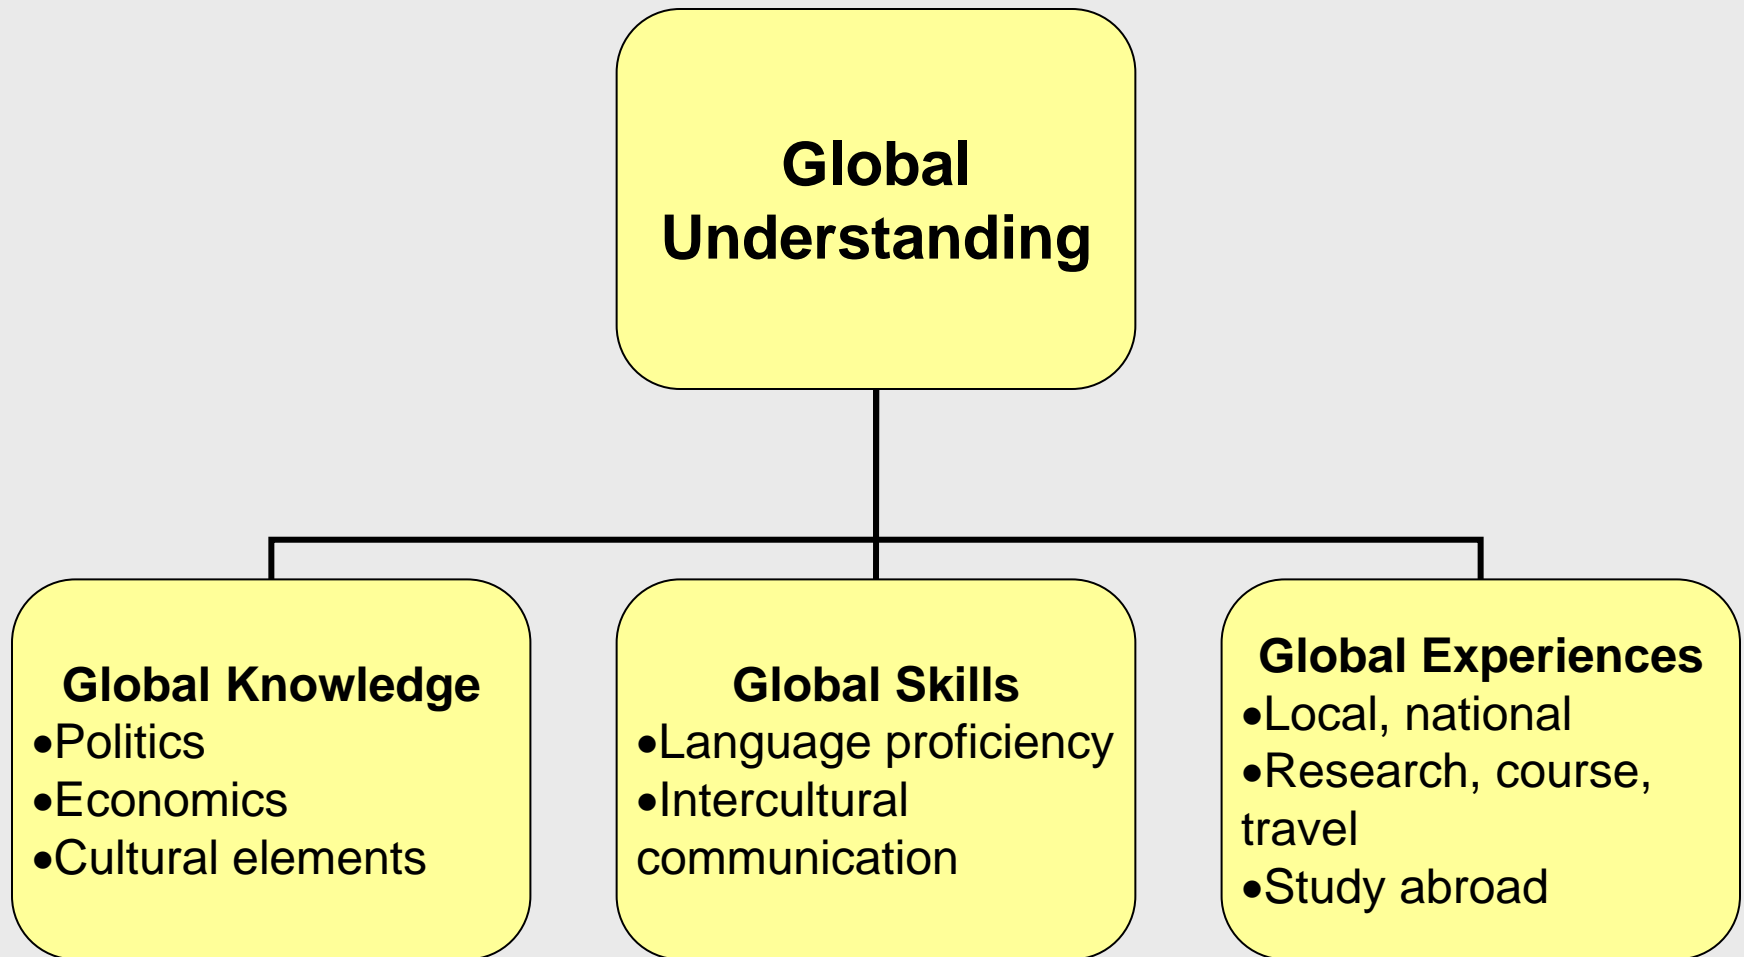 Global
Understanding
Global Knowledge
•Politics
•Economics
•Cultural elements
Global Skills
•Language proficiency
•Intercultural
communication
Global Experiences
•Local, national
•Research, course,
travel
•Study abroad